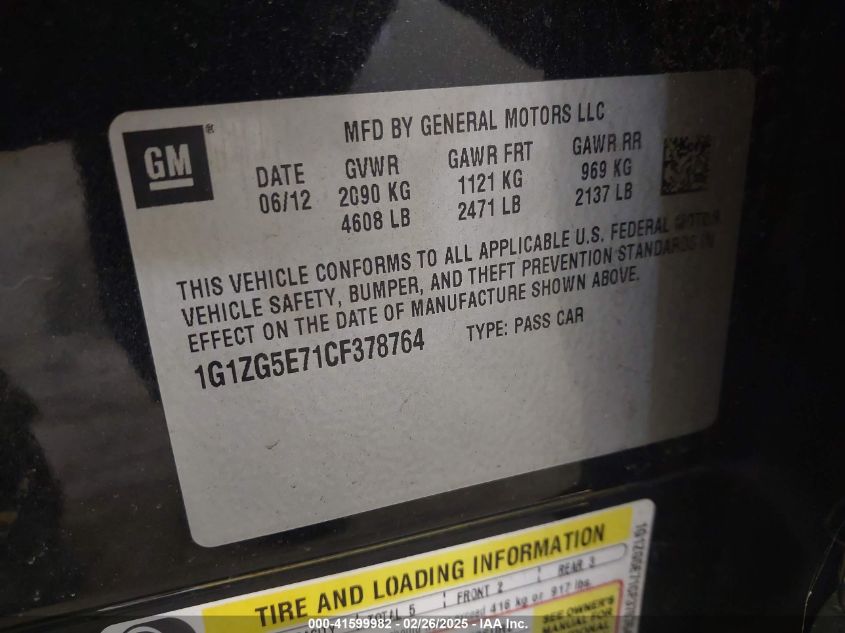 GM ®
MFD BY GENERAL MOTORS LLC
DATE GVWR GAWR FRT GAWR RR
06/12 2090 KG 1121 KG 969 KG
4608 LB 2471 LB 2137 LB
THIS VEHICLE CONFORMS TO ALL APPLICABLE U.S. FEDERAL MOTOR
VEHICLE SAFETY, BUMPER, AND THEFT PREVENTION STANDARDS IN
EFFECT ON THE DATE OF MANUFACTURE SHOWN ABOVE.
1G1ZG5E71CF378764 TYPE: PASS CAR
TIRE AND LOADING INFORMATION
TOTAL 5 FRONT 2 REAR 3
416 kg or 917 lbs.
SEE OWNER'S
MANUAL FOR
000-41599982 / 02/26/2025 — IAA Inc.